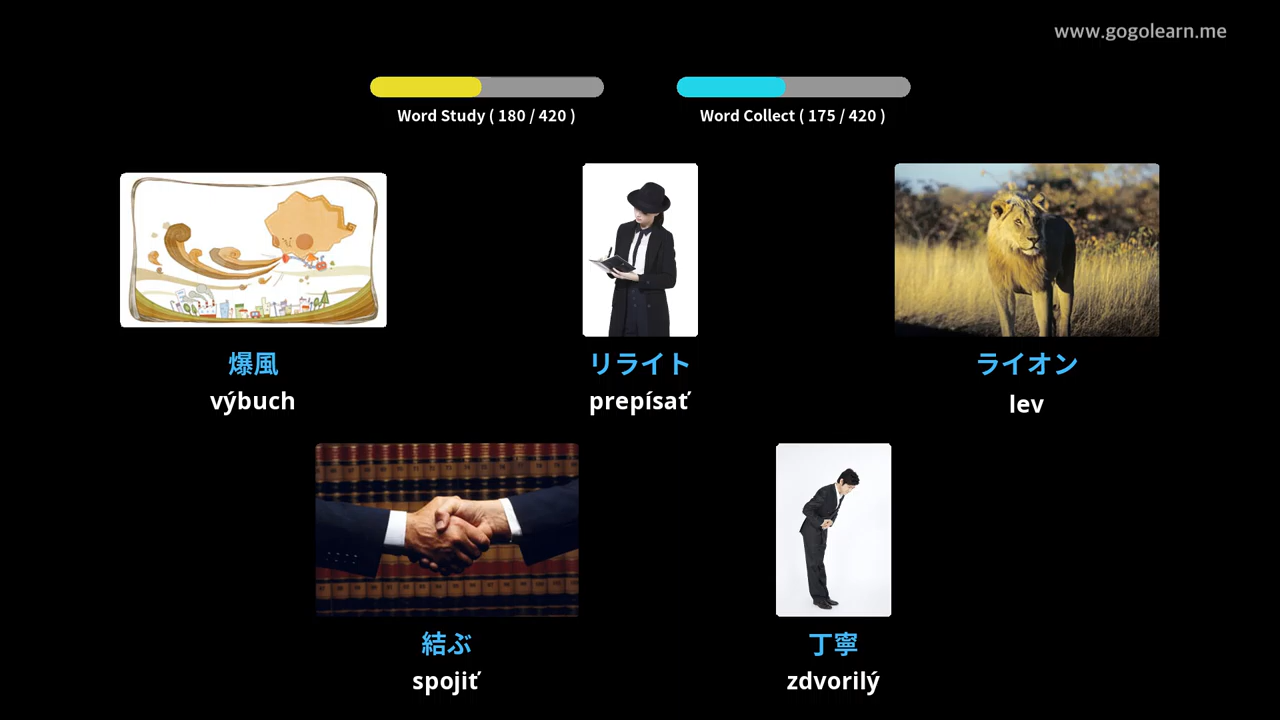 www.gogolearn.me
Word Study ( 180 / 420 )
Word Collect ( 175 / 420 )
爆風
výbuch
リライト
prepísať
ライオン
lev
結ぶ
spojiť
丁寧
zdvorilý